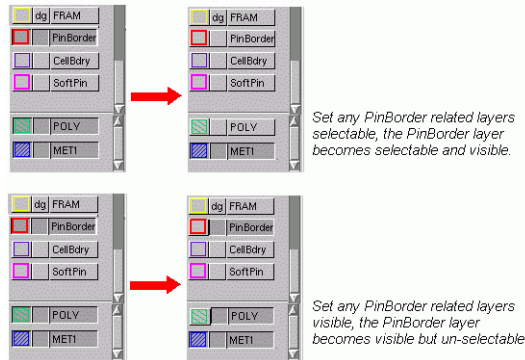 dg FRAM
PinBorder
CellBdry
SoftPin
POLY
MET1
dg FRAM
PinBorder
CellBdry
SoftPin
POLY
MET1
Set any PinBorder related layers
selectable, the PinBorder layer
becomes selectable and visible.
dg FRAM
PinBorder
CellBdry
SoftPin
POLY
MET1
dg FRAM
PinBorder
CellBdry
SoftPin
POLY
MET1
Set any PinBorder related layers
visible, the PinBorder layer
becomes visible but un-selectable